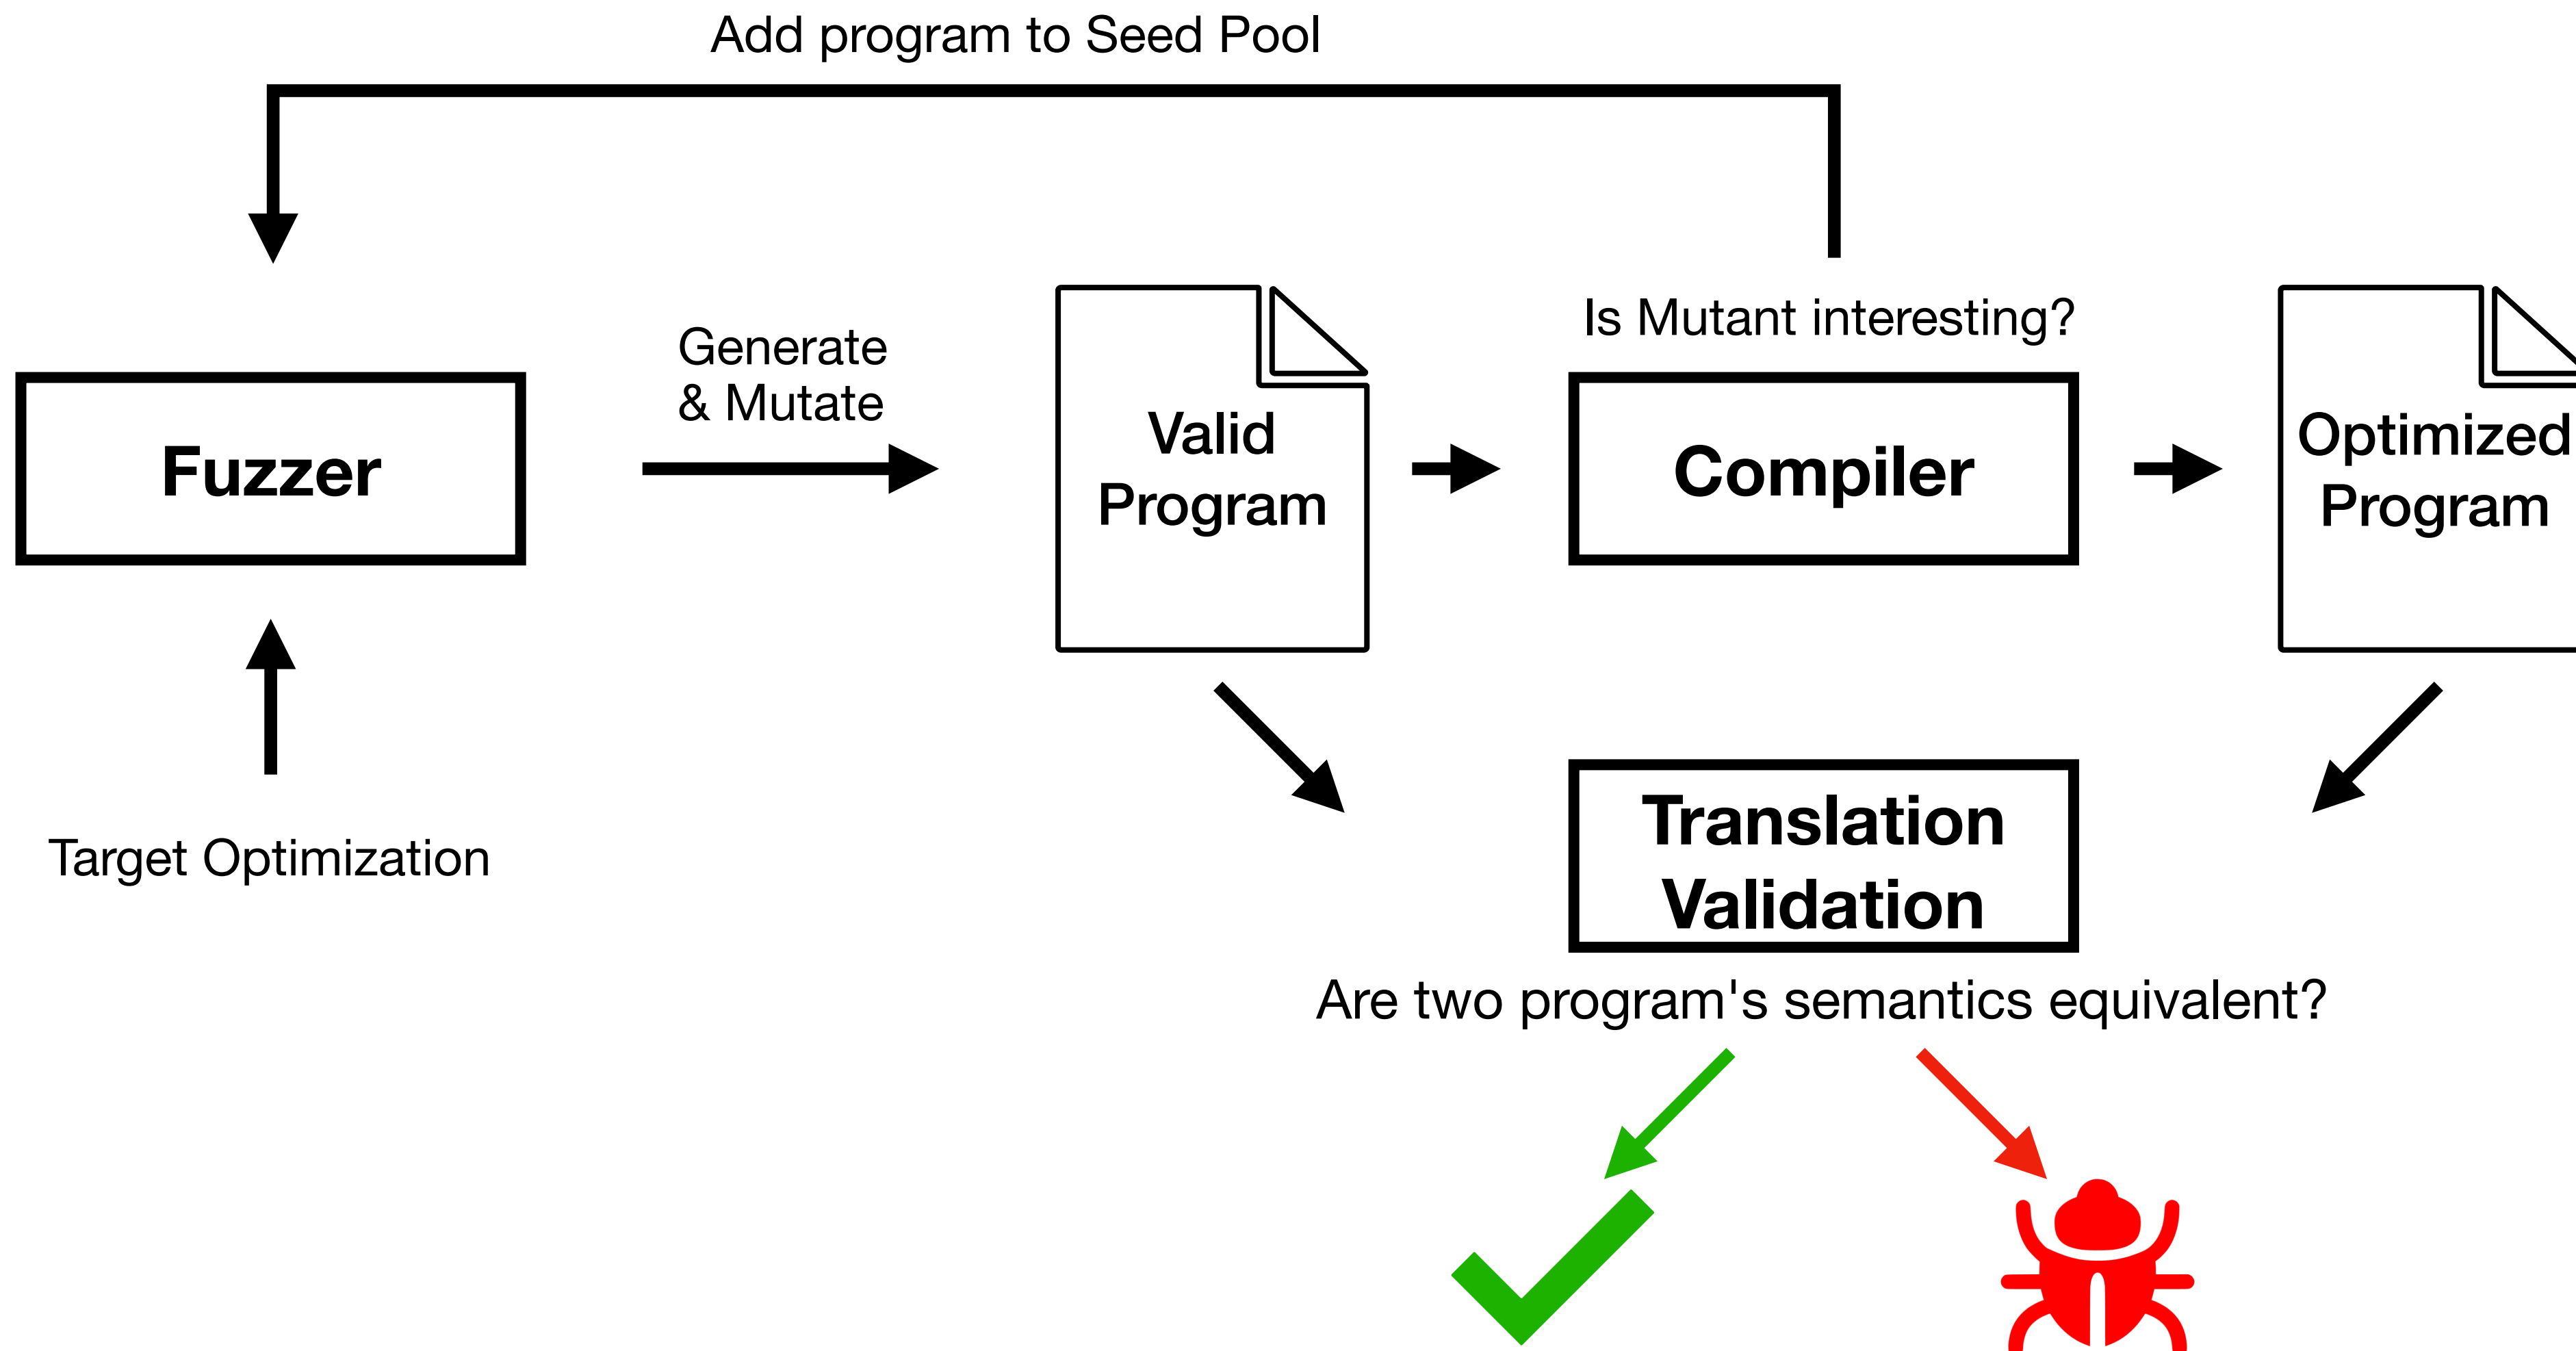 Add program to Seed Pool
Generate
& Mutate
Is Mutant interesting?
Fuzzer
Valid
Program
Compiler
Optimized
Program
Target Optimization
Translation
Validation
Are two program's semantics equivalent?